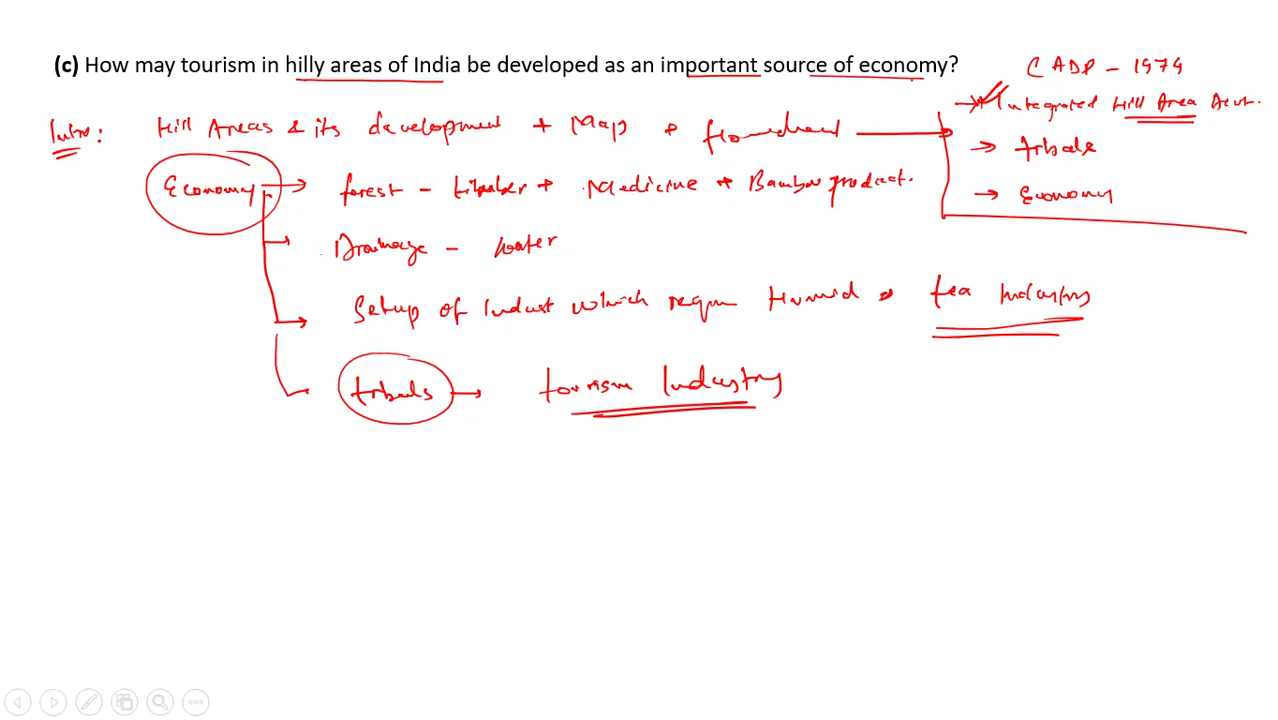 (c) How may tourism in hilly areas of India be developed as an important source of economy?
CADP - 1974
Integrated Hill Area Devt.
→ tribals
→ Economy
Intro: Hill Areas & its development + Map +
Economy → forest - timber + Medicine + Bamboo product.
Drainage - water
Setup of Indust which requir Humid → tea Industry
tribals → tourism Industry